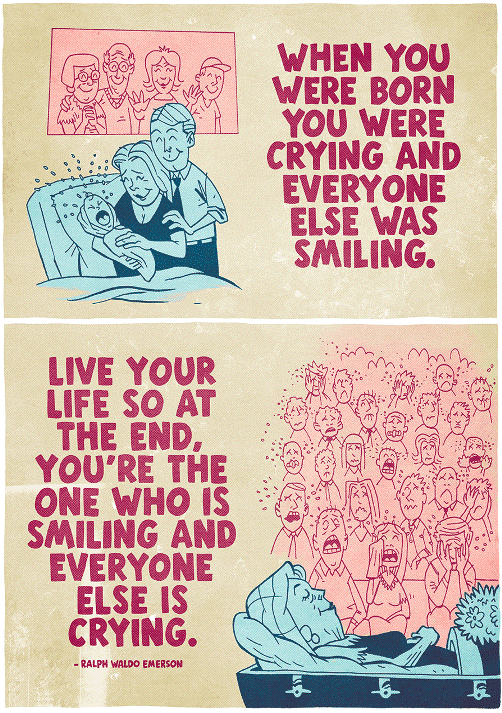 WHEN YOU
WERE BORN
YOU WERE
CRYING AND
EVERYONE
ELSE WAS
SMILING.
LIVE YOUR
LIFE SO AT
THE END,
YOU'RE THE
ONE WHO IS
SMILING AND
EVERYONE
ELSE IS
CRYING.
- RALPH WALDO EMERSON